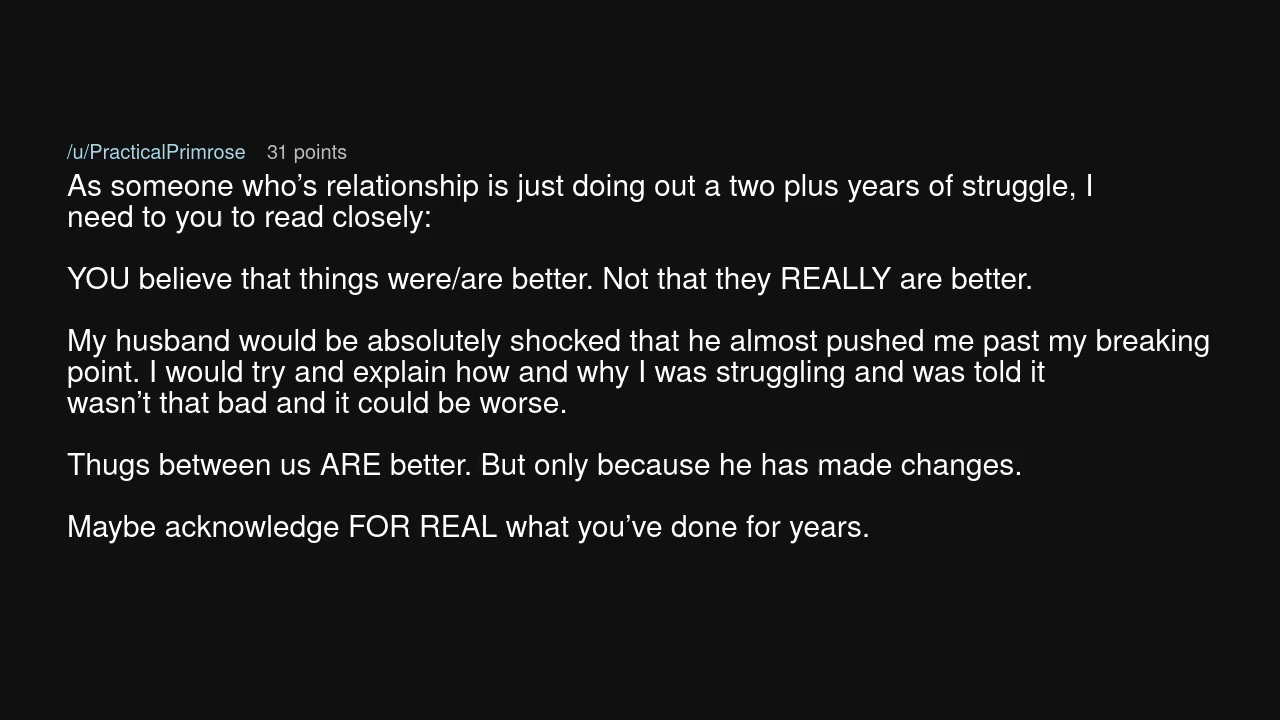 /u/PracticalPrimrose 31 points
As someone who’s relationship is just doing out a two plus years of struggle, I
need to you to read closely:
YOU believe that things were/are better. Not that they REALLY are better.
My husband would be absolutely shocked that he almost pushed me past my breaking
point. I would try and explain how and why I was struggling and was told it
wasn’t that bad and it could be worse.
Thugs between us ARE better. But only because he has made changes.
Maybe acknowledge FOR REAL what you’ve done for years.